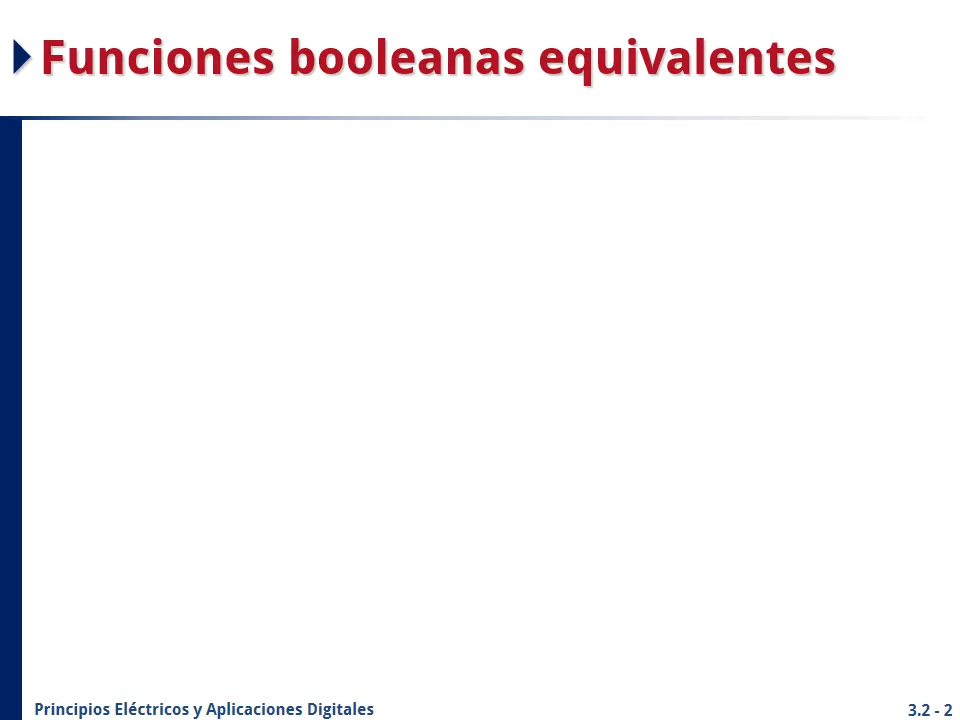 Funciones booleanas equivalentes
Principios Eléctricos y Aplicaciones Digitales
3.2 - 2